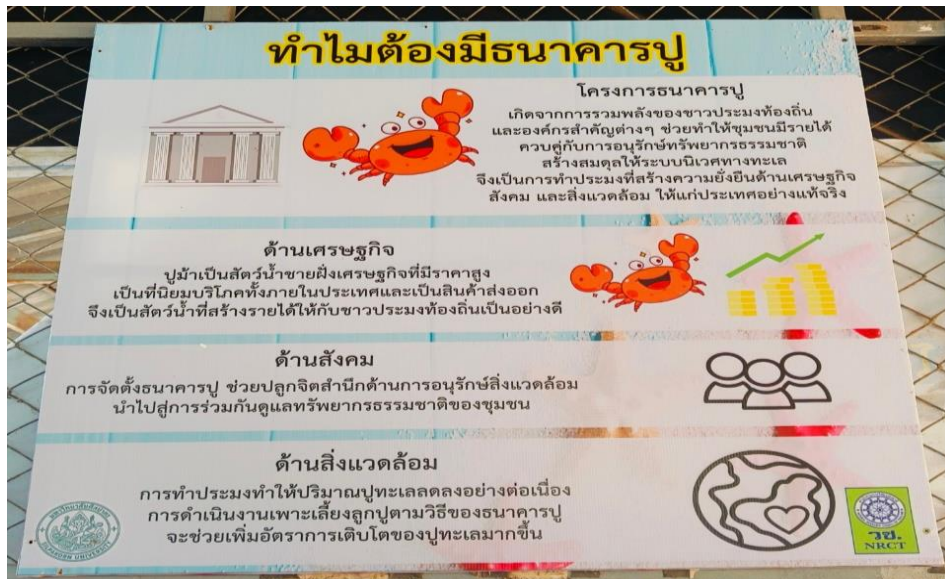 ทำไมต้องมีธนาคารปู
โครงการธนาคารปู
เกิดจากการรวมพลังของชาวประมงท้องถิ่น
และองค์กรสำคัญต่างๆ ช่วยทำให้ชุมชนมีรายได้
ควบคู่กับการอนุรักษ์ทรัพยากรธรรมชาติ
สร้างสมดุลให้ระบบนิเวศทางทะเล
จึงเป็นการทำประมงที่สร้างความยั่งยืนด้านเศรษฐกิจ
สังคม และสิ่งแวดล้อม ให้แก่ประเทศอย่างแท้จริง
ด้านเศรษฐกิจ
ปูม้าเป็นสัตว์น้ำชายฝั่งเศรษฐกิจที่มีราคาสูง
เป็นที่นิยมบริโภคทั้งภายในประเทศและเป็นสินค้าส่งออก
จึงเป็นสัตว์น้ำที่สร้างรายได้ให้กับชาวประมงท้องถิ่นเป็นอย่างดี
ด้านสังคม
การจัดตั้งธนาคารปู ช่วยปลูกจิตสำนึกด้านการอนุรักษ์สิ่งแวดล้อม
นำไปสู่การร่วมกันดูแลทรัพยากรธรรมชาติของชุมชน
ด้านสิ่งแวดล้อม
การทำประมงทำให้ปริมาณปูทะเลลดลงอย่างต่อเนื่อง
การดำเนินงานเพาะเลี้ยงลูกปูตามวิธีของธนาคารปู
จะช่วยเพิ่มอัตราการเติบโตของปูทะเลมากขึ้น
วช.
NRCT